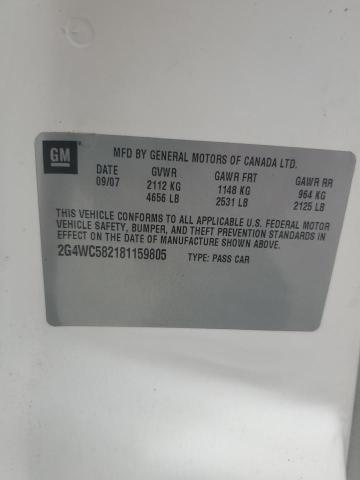 GM
MFD BY GENERAL MOTORS OF CANADA LTD.
DATE GVWR GAWR FRT GAWR RR
09/07 2112 KG 1148 KG 964 KG
4656 LB 2531 LB 2125 LB
THIS VEHICLE CONFORMS TO ALL APPLICABLE U.S. FEDERAL MOTOR
VEHICLE SAFETY, BUMPER, AND THEFT PREVENTION STANDARDS IN
EFFECT ON THE DATE OF MANUFACTURE SHOWN ABOVE.
2G4WC582181159805 TYPE: PASS CAR